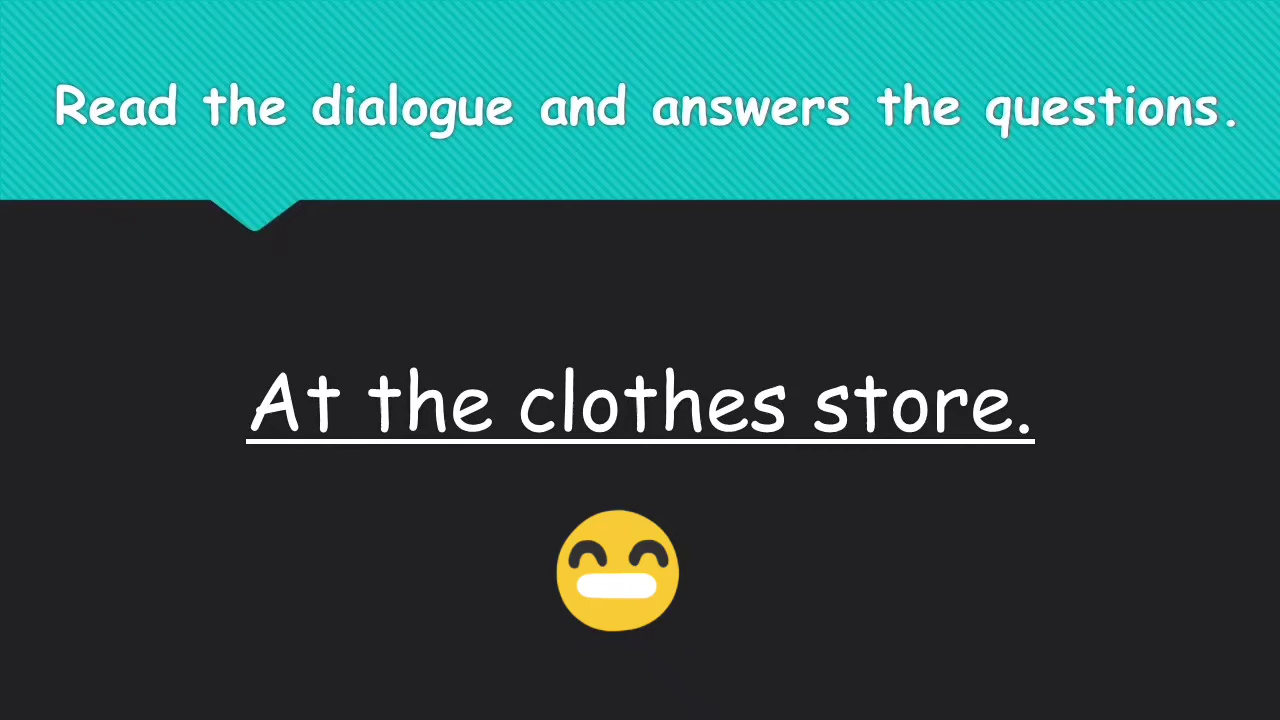 Read the dialogue and answers the questions.
At the clothes store.